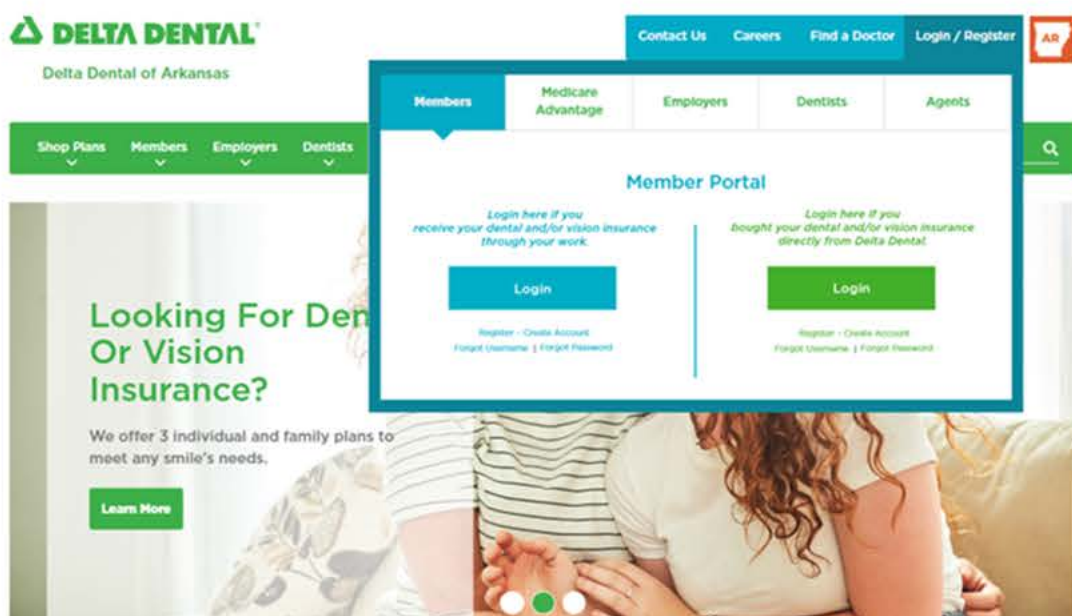 DELTA DENTAL®
Delta Dental of Arkansas
Contact Us
Careers
Find a Doctor
Login / Register
AR
Shop Plans
Members
Employers
Dentists
Members
Medicare
Advantage
Employers
Dentists
Agents
Member Portal
Login here if you
receive your dental and/or vision insurance
through your work.
Login
Register - Create Account
Forgot Username | Forgot Password
Login here if you
bought your dental and/or vision insurance
directly from Delta Dental.
Login
Register - Create Account
Forgot Username | Forgot Password
Looking For Den
Or Vision
Insurance?
We offer 3 individual and family plans to
meet any smile's needs.
Learn More